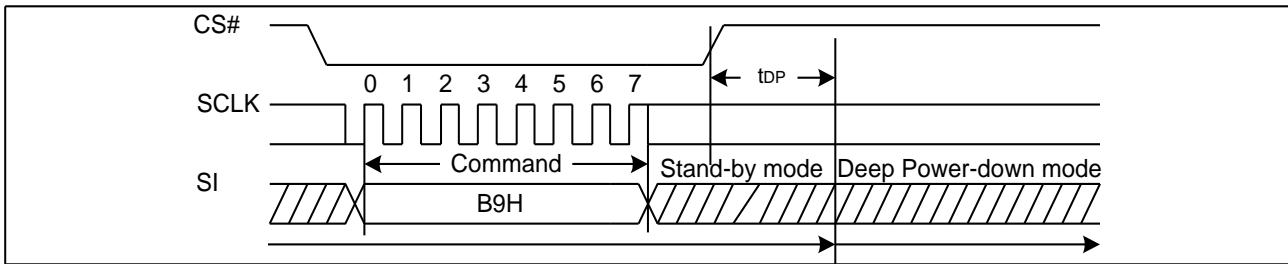 CS#
tDP
0 1 2 3 4 5 6 7
SCLK
Command
Stand-by mode Deep Power-down mode
SI
B9H